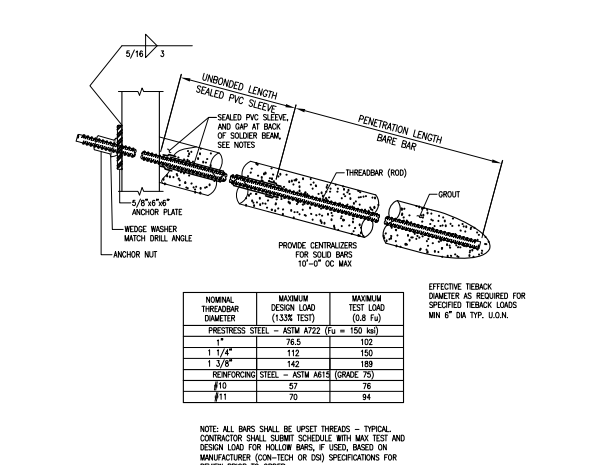 5/16 3
UNBONDED LENGTH
SEALED PVC SLEEVE
PENETRATION LENGTH
BARE BAR
SEALED PVC SLEEVE.
AND GAP AT BACK
OF SOLDIER BEAM,
SEE NOTES
THREADBAR (ROD)
GROUT
5/8"x6"x6"
ANCHOR PLATE
WEDGE WASHER
MATCH DRILL ANGLE
ANCHOR NUT
PROVIDE CENTRALIZERS
FOR SOLID BARS
10'-0" OC MAX
EFFECTIVE TIEBACK
DIAMETER AS REQUIRED FOR
SPECIFIED TIEBACK LOADS
MIN 6" DIA TYP. U.O.N.
NOMINAL THREADBAR DIAMETER
MAXIMUM DESIGN LOAD (133% TEST)
MAXIMUM TEST LOAD (0.8 Fu)
PRESTRESS STEEL - ASTM A722 (Fu = 150 ksi)
1" 76.5 102
1 1/4" 112 150
1 3/8" 142 189
REINFORCING STEEL - ASTM A615 (GRADE 75)
#10 57 76
#11 70 94
NOTE: ALL BARS SHALL BE UPSET THREADS - TYPICAL.
CONTRACTOR SHALL SUBMIT SCHEDULE WITH MAX TEST AND
DESIGN LOAD FOR HOLLOW BARS, IF USED, BASED ON
MANUFACTURER (CON-TECH OR DSI) SPECIFICATIONS FOR
REVIEW PRIOR TO ORDER